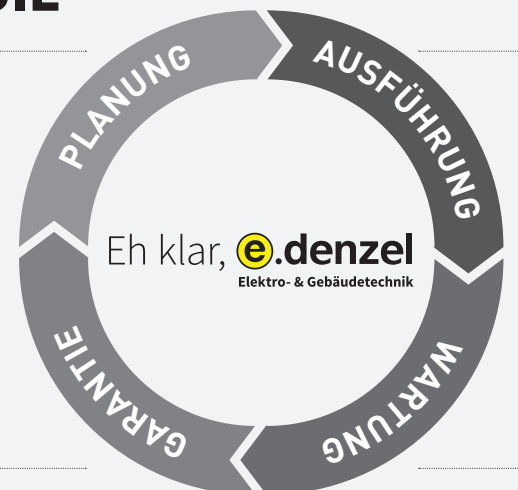 PLANUNG
AUSFÜHRUNG
Eh klar, e.denzel
Elektro- & Gebäudetechnik
WARTUNG
GARANTIE